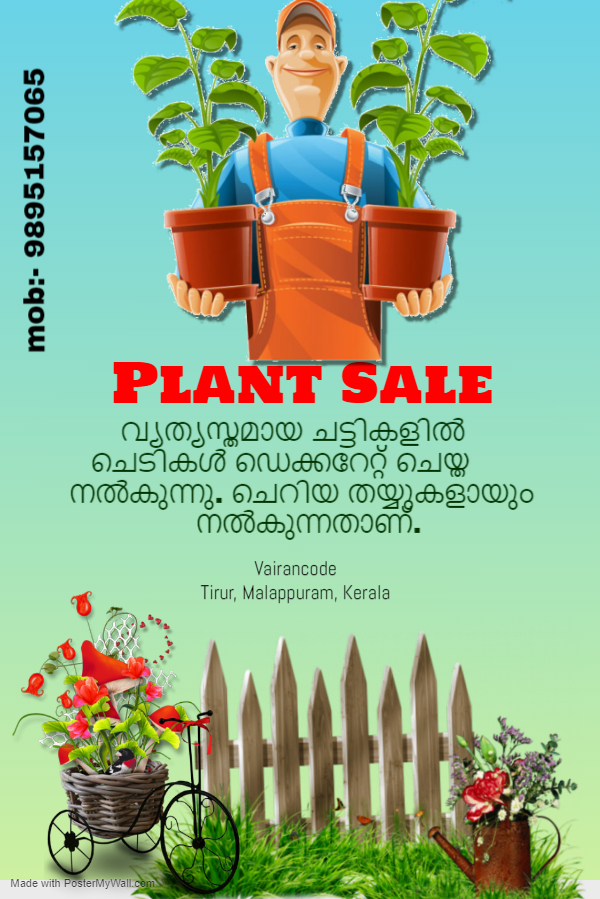 mob:- 9895157065
PLANT SALE
വ്യത്യസ്തമായ ചട്ടികളിൽ
ചെടികൾ ഡെക്കറേറ്റ് ചെയ്ത
നൽകുന്നു. ചെറിയ തയ്യുകളായും
നൽകുന്നതാണ്.
Vairancode
Tirur, Malappuram, Kerala
Made with PosterMyWall.com